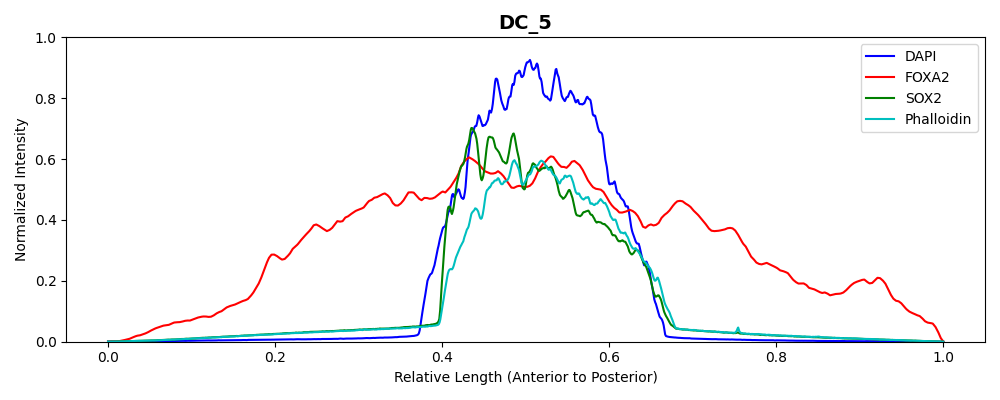 DC_5
1.0
0.8
0.6
0.4
0.2
0.0
Normalized Intensity
DAPI
FOXA2
SOX2
Phalloidin
0.0 0.2 0.4 0.6 0.8 1.0
Relative Length (Anterior to Posterior)